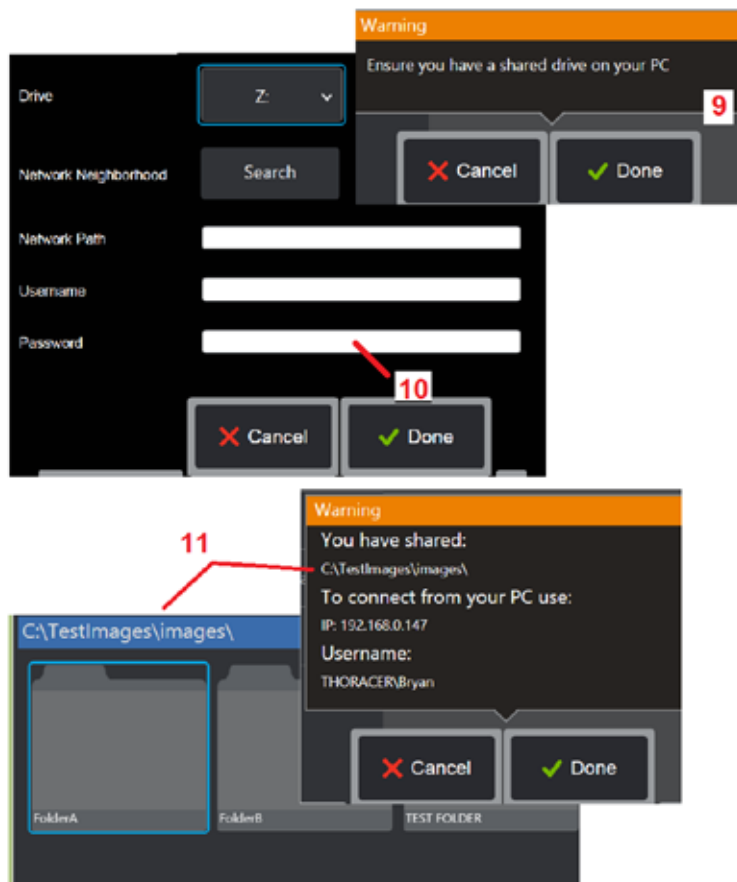 Warning
Ensure you have a shared drive on your PC
9
Cancel
Done
Drive
Z:
Network Neighborhood
Search
Network Path
Username
Password
10
Cancel
Done
11
Warning
You have shared:
C:\TestImages\images\
To connect from your PC use:
IP: 192.168.0.147
Username:
THORACER\Bryan
Cancel
Done
C:\TestImages\images\
FolderA
FolderB
TEST FOLDER